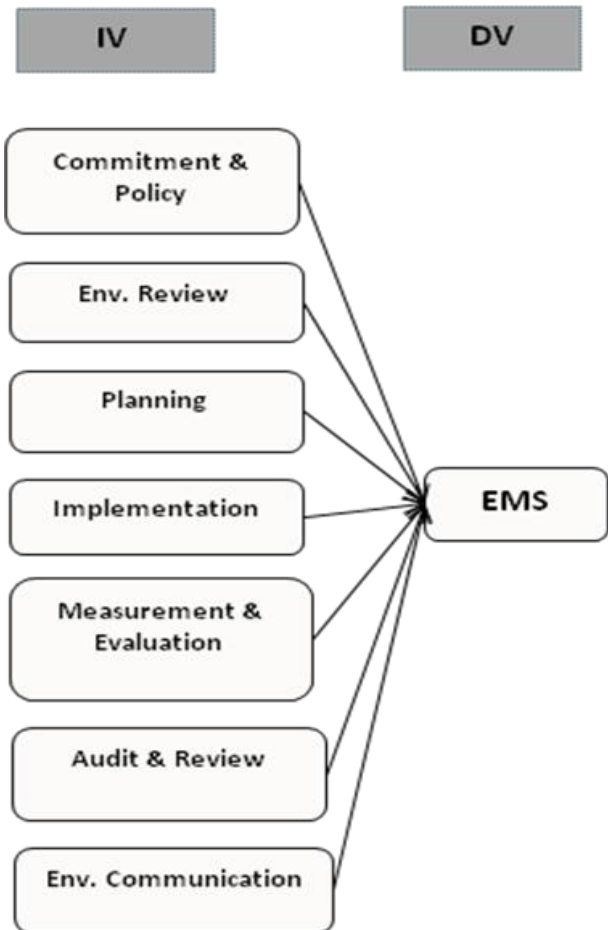 IV
DV
Commitment &
Policy
Env. Review
Planning
Implementation
EMS
Measurement &
Evaluation
Audit & Review
Env. Communication